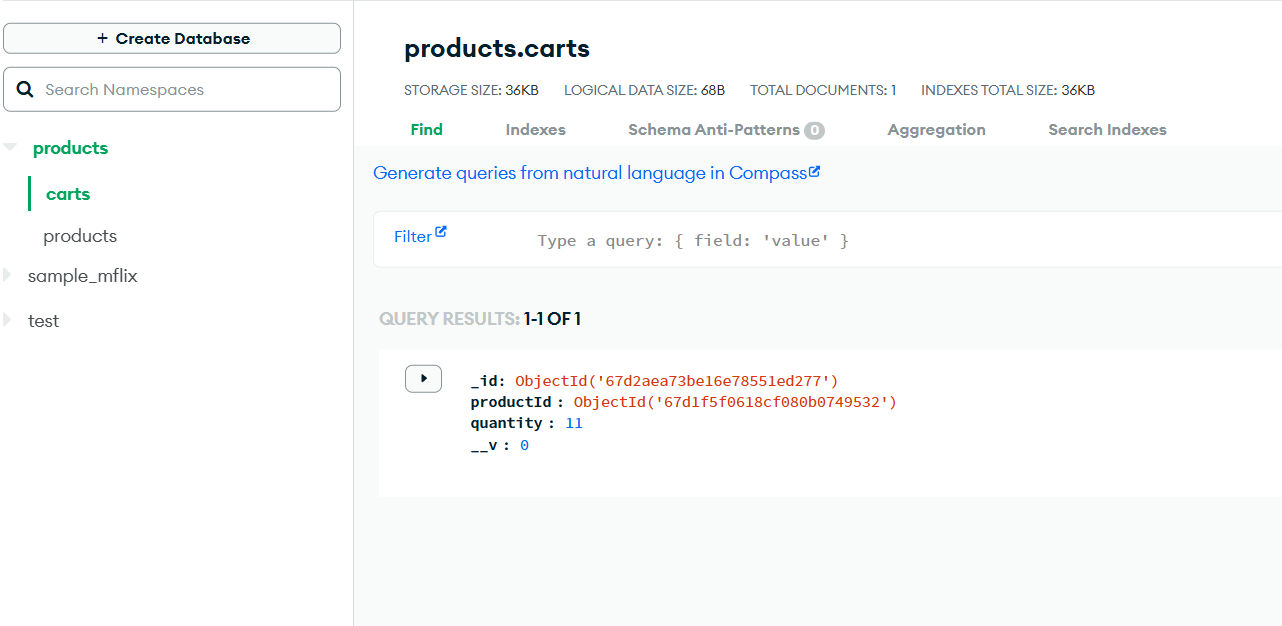 + Create Database
Search Namespaces
products
carts
products
sample_mflix
test
products.carts
STORAGE SIZE: 36KB LOGICAL DATA SIZE: 68B TOTAL DOCUMENTS: 1 INDEXES TOTAL SIZE: 36KB
Find Indexes Schema Anti-Patterns 0 Aggregation Search Indexes
Generate queries from natural language in Compass
Filter Type a query: { field: 'value' }
QUERY RESULTS: 1-1 OF 1
_id: ObjectId('67d2aea73be16e78551ed277')
productId : ObjectId('67d1f5f0618cf080b0749532')
quantity : 11
__v : 0